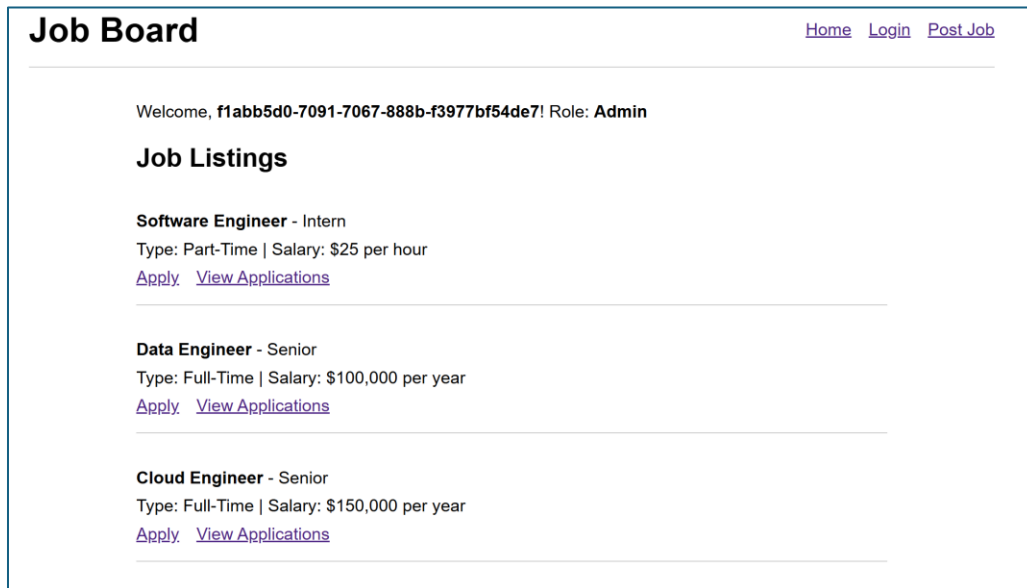 Job Board
Home Login Post Job
Welcome, f1abb5d0-7091-7067-888b-f3977bf54de7! Role: Admin
Job Listings
Software Engineer - Intern
Type: Part-Time | Salary: $25 per hour
Apply View Applications
Data Engineer - Senior
Type: Full-Time | Salary: $100,000 per year
Apply View Applications
Cloud Engineer - Senior
Type: Full-Time | Salary: $150,000 per year
Apply View Applications